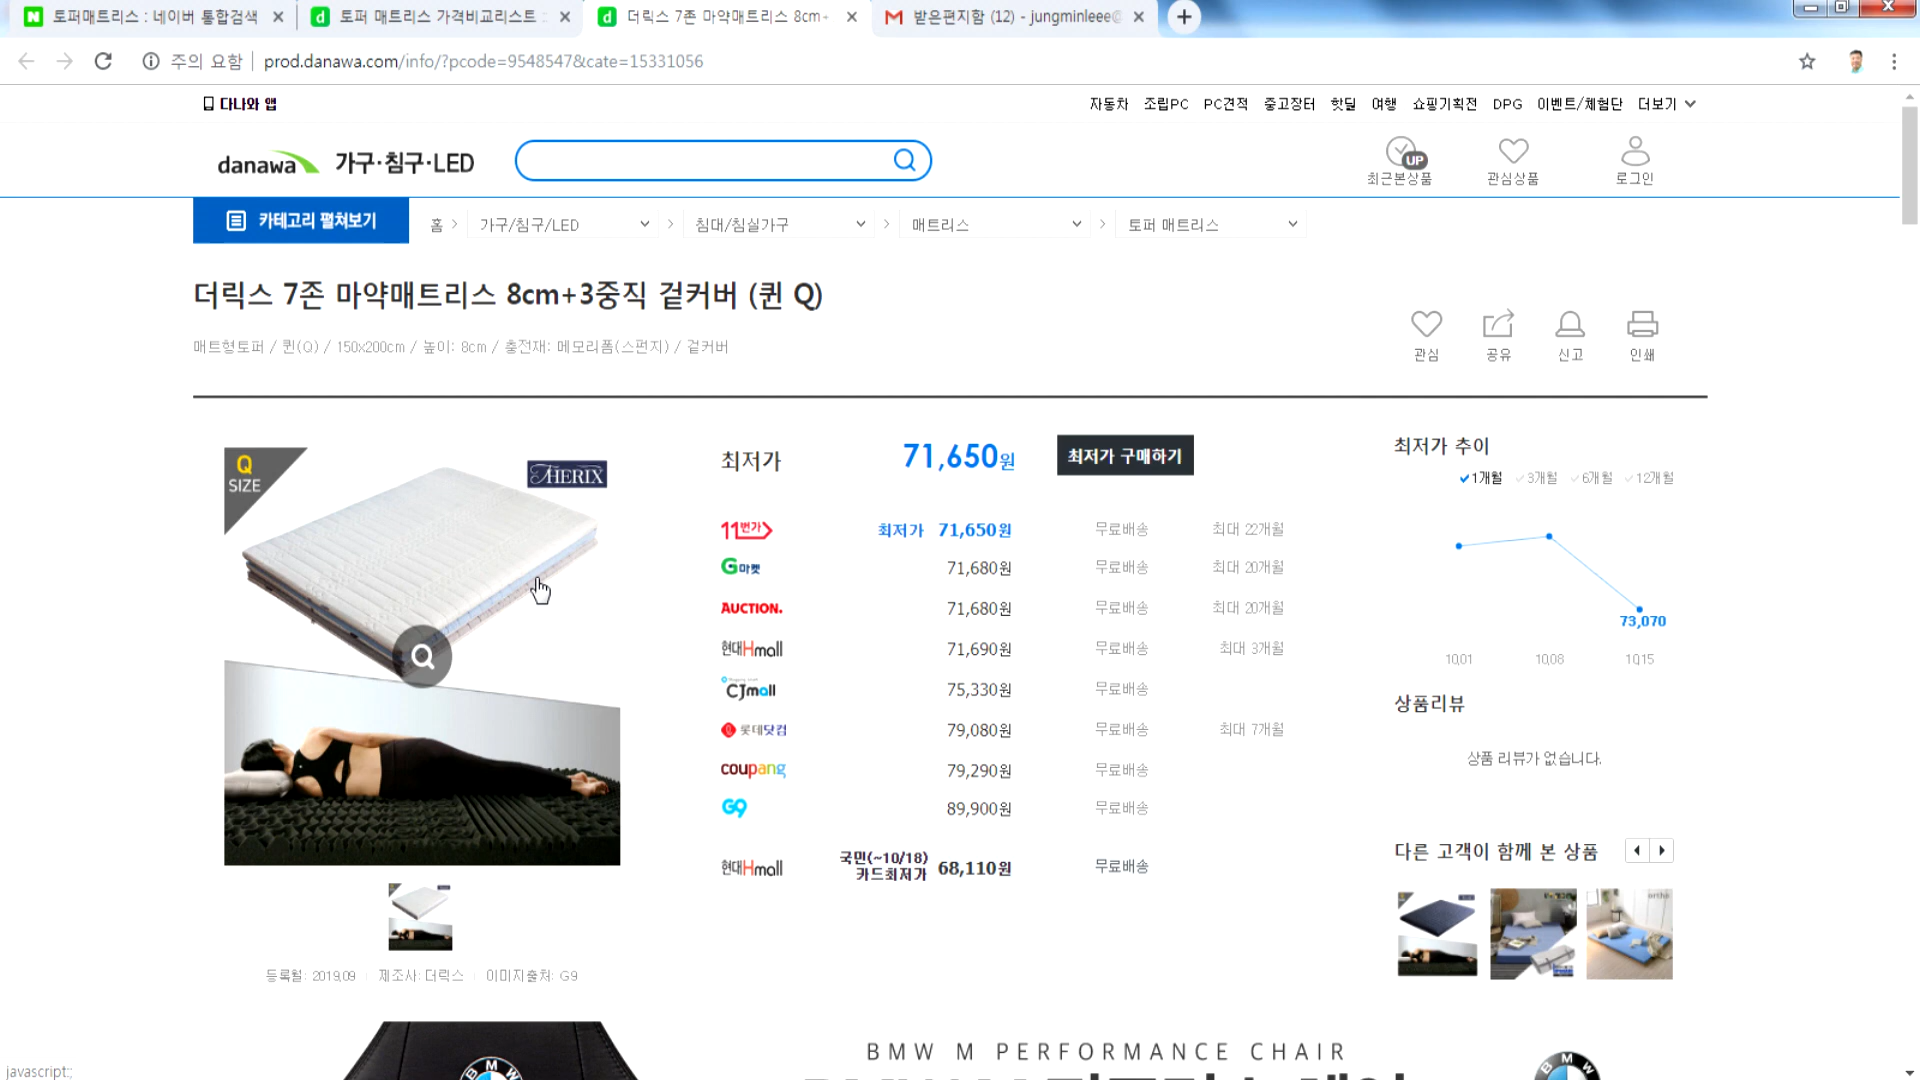 토퍼매트리스 : 네이버 통합검색
토퍼 매트리스 가격비교리스트 :
더릭스 7존 마약매트리스 8cm+
받은편지함 (12) - jungminleee@
주의 요함 prod.danawa.com/info/?pcode=9548547&cate=15331056
다나와 앱
자동차 조립PC PC견적 중고장터 핫딜 여행 쇼핑기획전 DPG 이벤트/체험단 더보기
danawa 가구·침구·LED
UP
최근본상품 관심상품 로그인
카테고리 펼쳐보기
홈 > 가구/침구/LED > 침대/침실가구 > 매트리스 > 토퍼 매트리스
더릭스 7존 마약매트리스 8cm+3중직 겉커버 (퀸 Q)
매트형토퍼 / 퀸(Q) / 150x200cm / 높이: 8cm / 충전재: 메모리폼(스펀지) / 겉커버
관심 공유 신고 인쇄
Q
SIZE
THERIX
최저가 71,650원 최저가 구매하기
11번가 최저가 71,650원 무료배송 최대 22개월
G마켓 71,680원 무료배송 최대 20개월
AUCTION. 71,680원 무료배송 최대 20개월
현대Hmall 71,690원 무료배송 최대 3개월
CJmall 75,330원 무료배송
롯데닷컴 79,080원 무료배송 최대 7개월
coupang 79,290원 무료배송
G9 89,900원 무료배송
현대Hmall 국민(~10/18) 카드최저가 68,110원 무료배송
최저가 추이
1개월 3개월 6개월 12개월
73,070
10.01 10.08 10.15
상품리뷰
상품 리뷰가 없습니다.
다른 고객이 함께 본 상품
등록월: 2019.09 제조사: 더릭스 이미지출처: G9
BMW
BMW M PERFORMANCE CHAIR
javascript:;